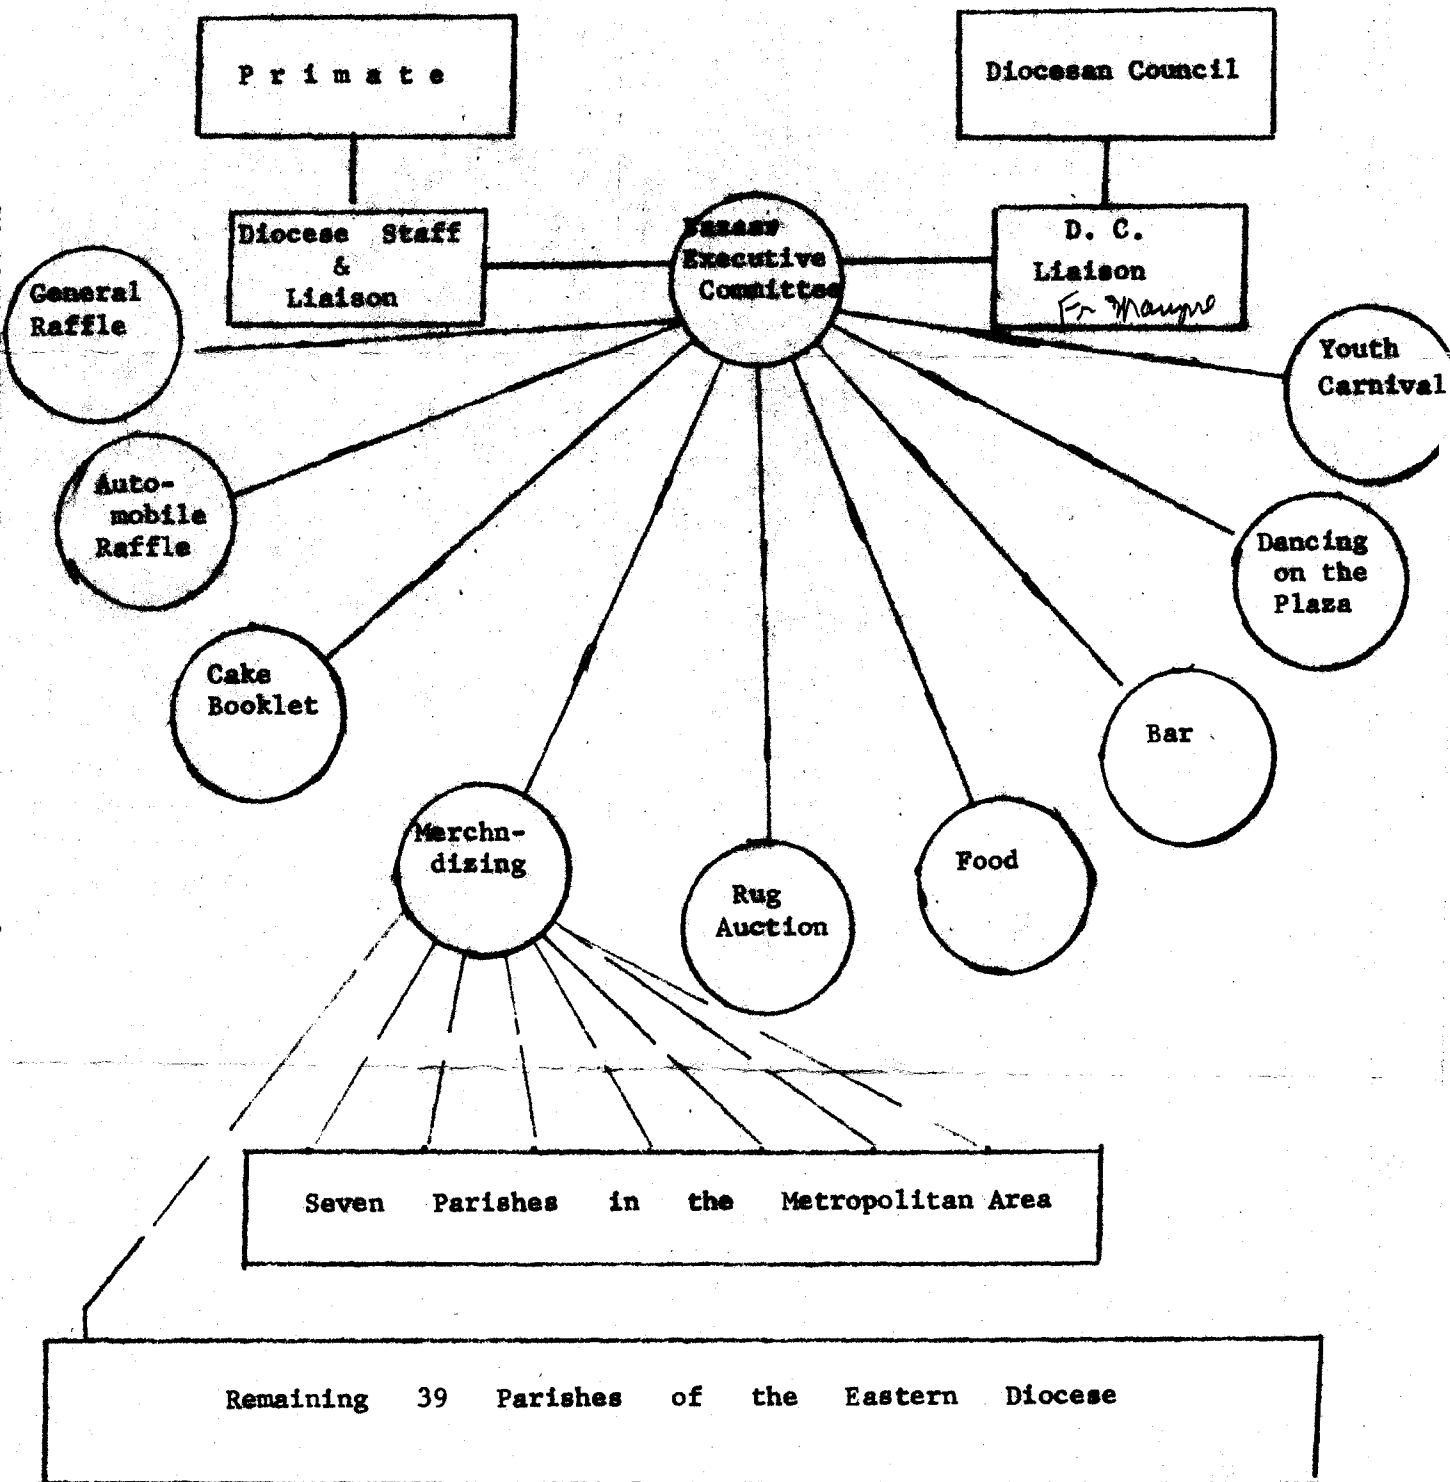 P r i m a t e
Diocesan Council
Diocese Staff
&
Liaison
Bazaar
Executive
Committee
D. C.
Liaison
Fr
General
Raffle
Youth
Carnival
Auto-
mobile
Raffle
Dancing
on the
Plaza
Cake
Booklet
Bar
Merchn-
dizing
Food
Rug
Auction
Seven Parishes in the Metropolitan Area
Remaining 39 Parishes of the Eastern Diocese